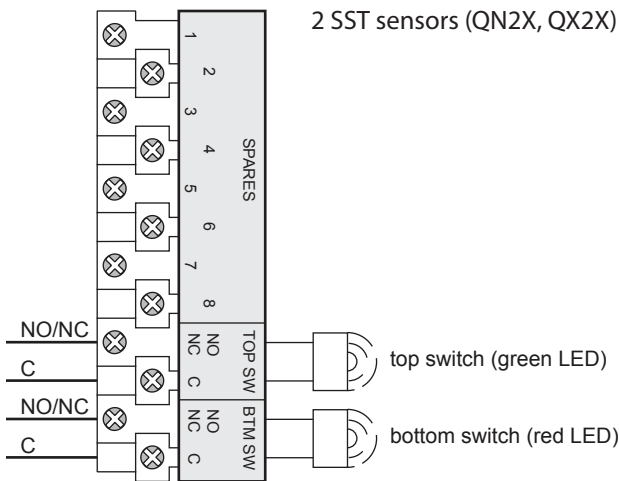 2 SST sensors (QN2X, QX2X)
1
2
3
4
5
6
7
8
SPARES
NO/NC
C
NO/NC
C
NO
NC C
TOP SW
NO
NC C
BTM SW
top switch (green LED)
bottom switch (red LED)